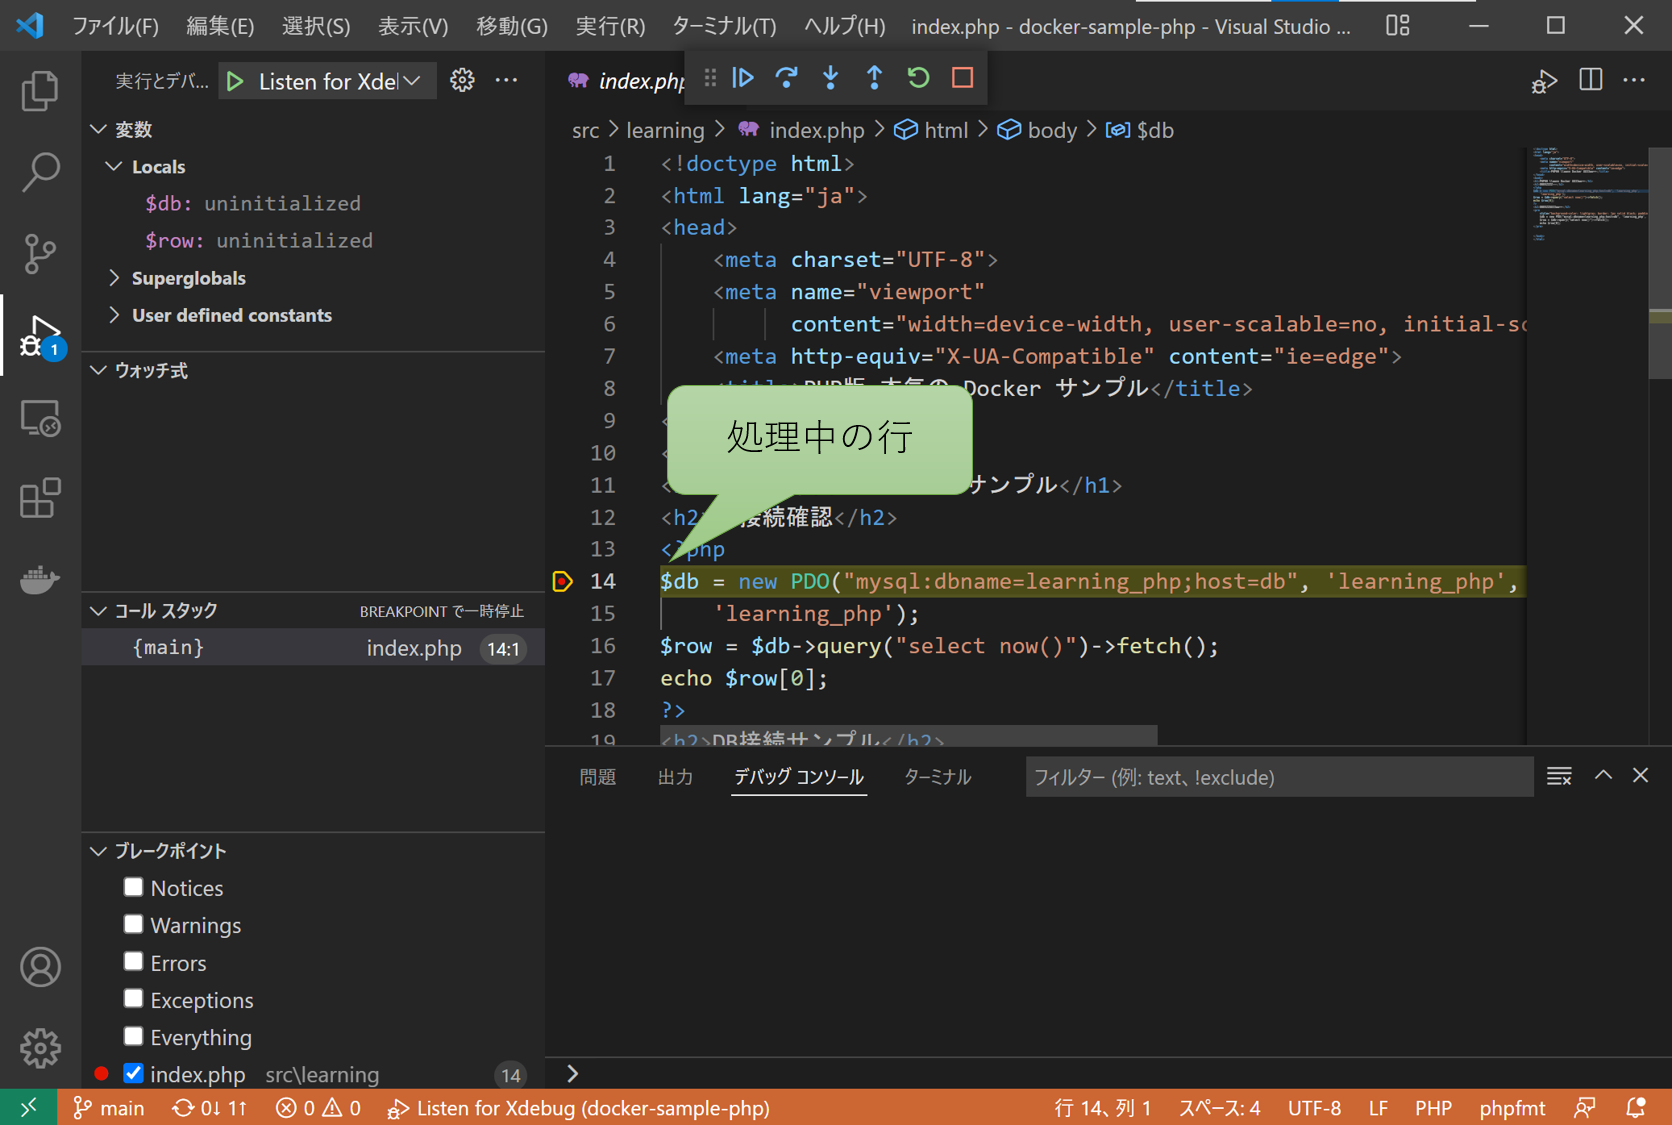 ファイル(F) 編集(E) 選択(S) 表示(V) 移動(G) 実行(R) ターミナル(T) ヘルプ(H) index.php - docker-sample-php - Visual Studio ...
実行とデバ... Listen for Xde
index.php
変数
Locals
$db: uninitialized
$row: uninitialized
Superglobals
User defined constants
ウォッチ式
コール スタック BREAKPOINT で一時停止
{main} index.php 14:1
ブレークポイント
Notices
Warnings
Errors
Exceptions
Everything
index.php src\learning 14
1
src > learning > index.php > html > body > $db
1 <!doctype html>
2 <html lang="ja">
3 <head>
4 <meta charset="UTF-8">
5 <meta name="viewport"
6 content="width=device-width, user-scalable=no, initial-sc
7 <meta http-equiv="X-UA-Compatible" content="ie=edge">
8 Docker サンプル</title>
9 <
10 <
11 < サンプル</h1>
12 <h2 接続確認</h2>
13 <?php
14 $db = new PDO("mysql:dbname=learning_php;host=db", 'learning_php',
15 'learning_php');
16 $row = $db->query("select now()")->fetch();
17 echo $row[0];
18 ?>
19 <h2>DB接続サンプル</h2>
処理中の行
問題 出力 デバッグ コンソール ターミナル フィルター (例: text、!exclude)
>
main 0↓ 1↑ 0 0 Listen for Xdebug (docker-sample-php) 行 14、列 1 スペース: 4 UTF-8 LF PHP phpfmt